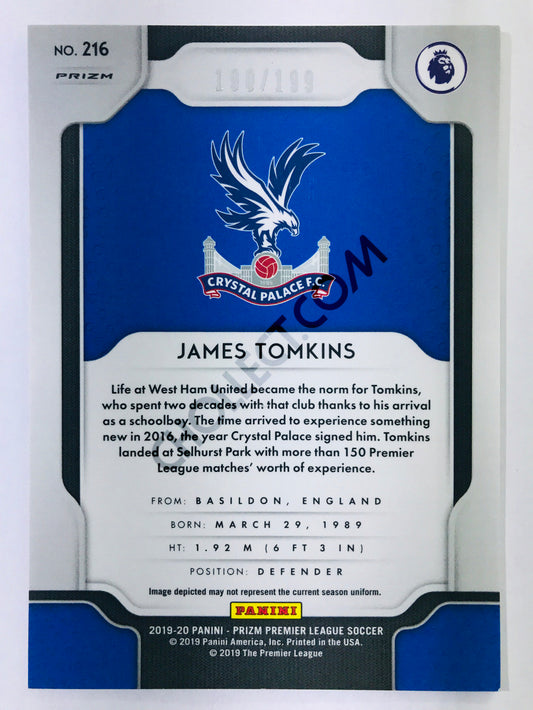 NO. 216
PRIZM
190/199
CRYSTAL PALACE F.C.
JAMES TOMKINS
Life at West Ham United became the norm for Tomkins,
who spent two decades with that club thanks to his arrival
as a schoolboy. The time arrived to experience something
new in 2016, the year Crystal Palace signed him. Tomkins
landed at Selhurst Park with more than 150 Premier
League matches' worth of experience.
FROM: BASILDON, ENGLAND
BORN: MARCH 29, 1989
HT: 1.92 M (6 FT 3 IN)
POSITION: DEFENDER
Image depicted may not represent the current season uniform.
PANINI
2019-20 PANINI - PRIZM PREMIER LEAGUE SOCCER
© 2019 Panini America, Inc. Printed in the USA.
© 2019 The Premier League
CHOLLECT.COM